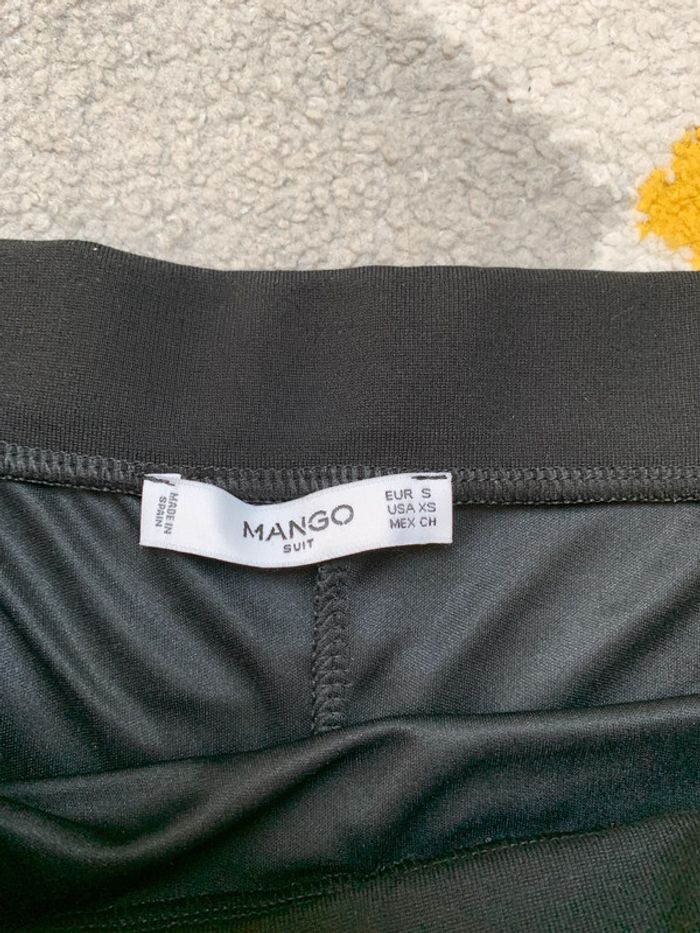 MADE IN
SPAIN
MANGO
SUIT
EUR S
USA XS
MEX CH